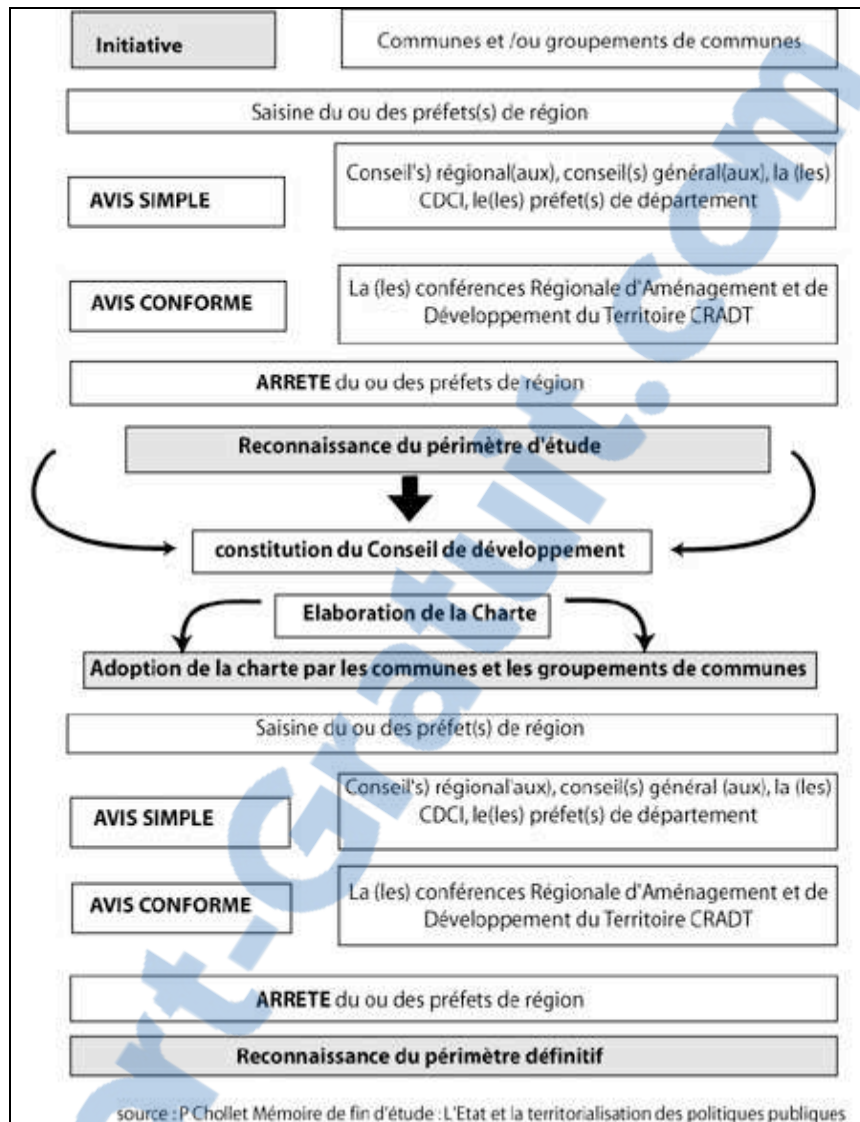 Initiative
Communes et /ou groupements de communes
Saisine du ou des préfets(s) de région
AVIS SIMPLE
Conseil's) régional(aux), conseil(s) général(aux), la (les)
CDCI, le(les) préfet(s) de département
AVIS CONFORME
La (les) conférences Régionale d'Aménagement et de
Développement du Territoire CRADT
ARRETE du ou des préfets de région
Reconnaissance du périmètre d'étude
constitution du Conseil de développement
Elaboration de la Charte
Adoption de la charte par les communes et les groupements de communes
Saisine du ou des préfet(s) de région
AVIS SIMPLE
Conseil's) régional'aux), conseil(s) général (aux), la (les)
CDCI, le(les) préfet(s) de département
AVIS CONFORME
La (les) conférences Régionale d'Aménagement et de
Développement du Territoire CRADT
ARRETE du ou des préfets de région
Reconnaissance du périmètre définitif
source : P Chollet Mémoire de fin d'étude : L'Etat et la territorialisation des politiques publiques
ort-Gratuit.com